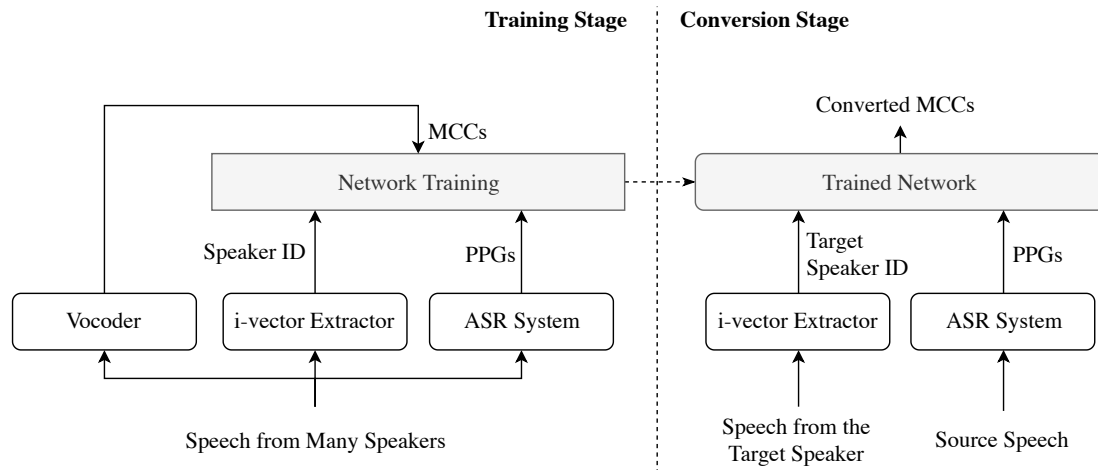 Training Stage
Conversion Stage
MCCs
Converted MCCs
Network Training
Trained Network
Speaker ID
PPGs
Target
Speaker ID
PPGs
Vocoder
i-vector Extractor
ASR System
i-vector Extractor
ASR System
Speech from Many Speakers
Speech from the
Target Speaker
Source Speech